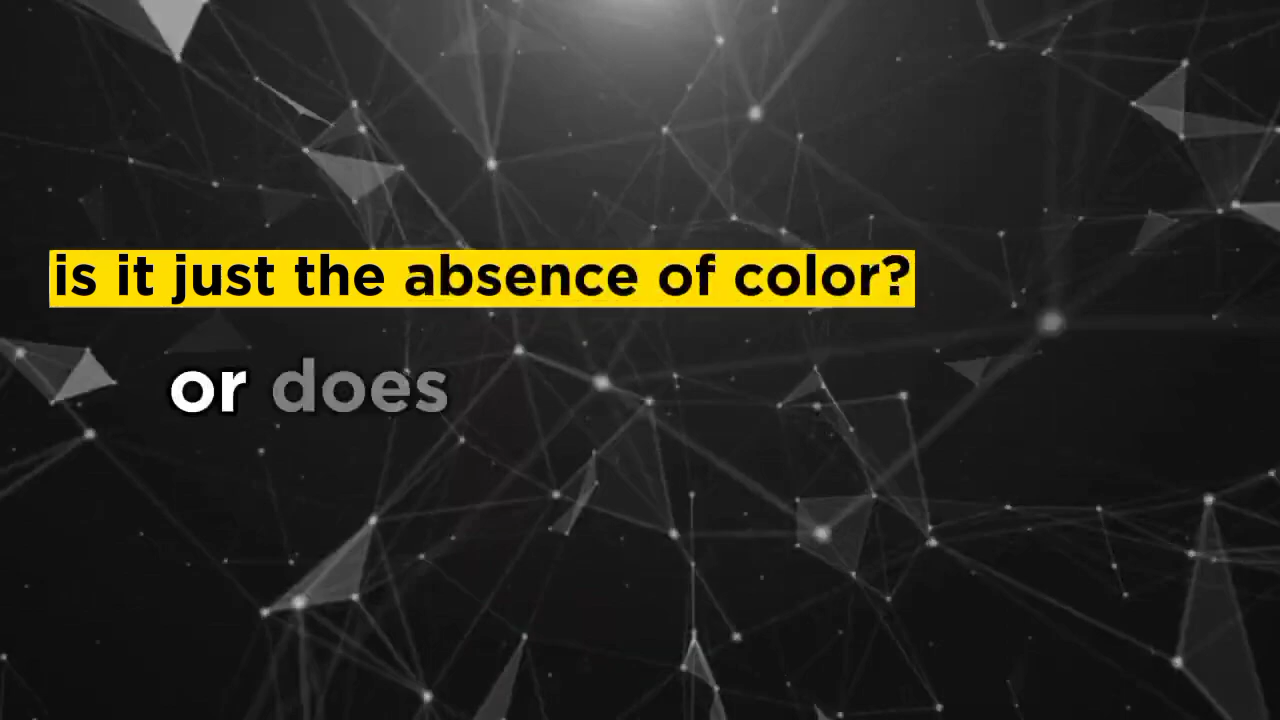 is it just the absence of color?
or does